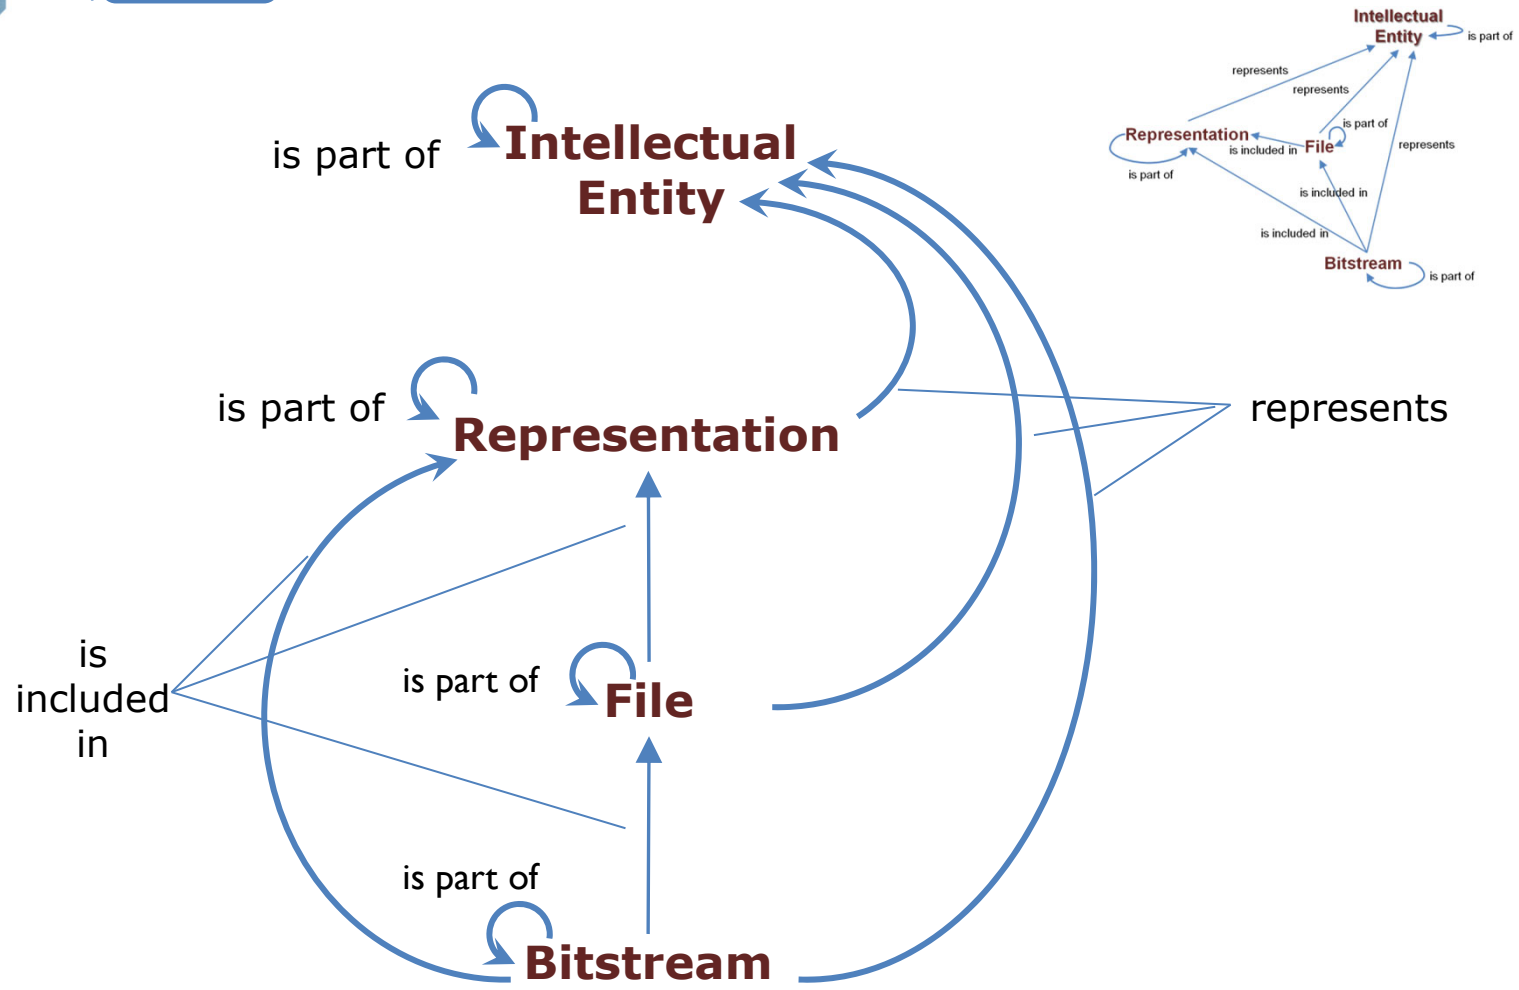 Intellectual
Entity
is part of
represents
represents
is part of
Representation
is included in
File
represents
is part of
is included in
is included in
Bitstream
is part of
is part of
Intellectual
Entity
is part of
Representation
represents
is
included
in
is part of
File
is part of
Bitstream